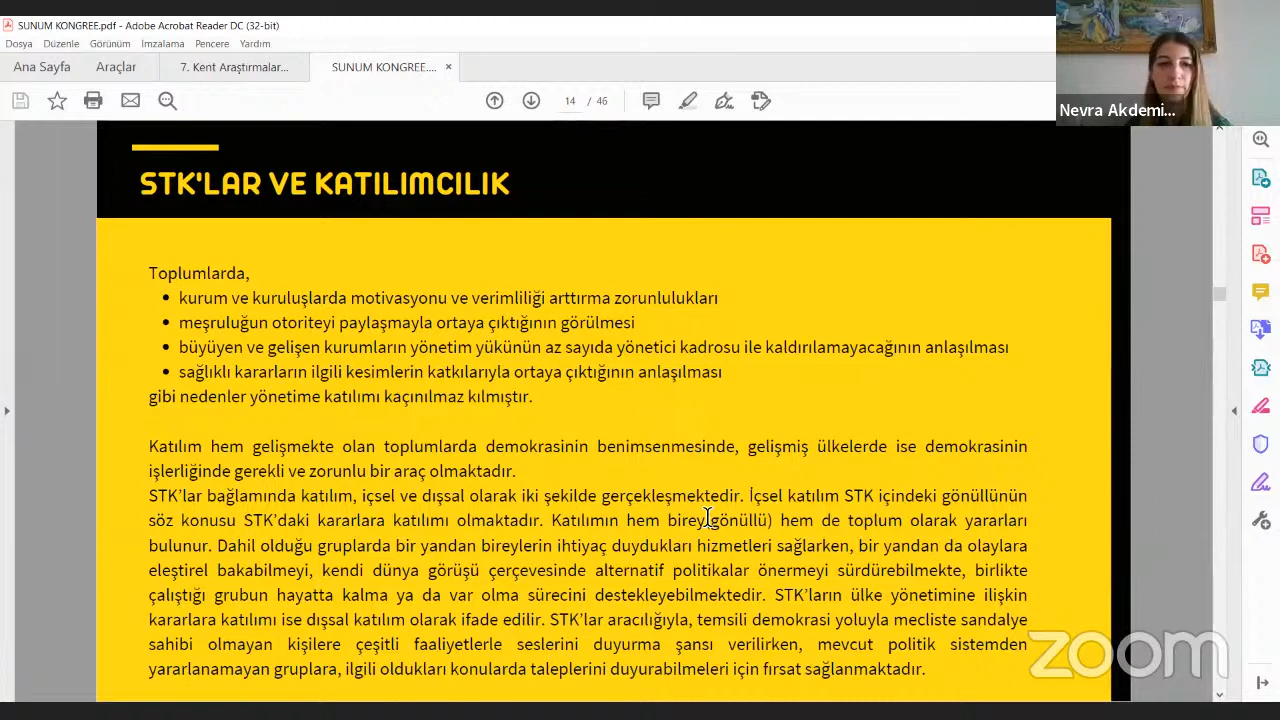 SUNUM KONGREE.pdf - Adobe Acrobat Reader DC (32-bit)
Dosya Düzenle Görünüm İmzalama Pencere Yardım
Ana Sayfa Araçlar 7. Kent Araştırmalar... SUNUM KONGREE.... ×
14 / 46
Nevra Akdemi...
STK'LAR VE KATILIMCILIK
Toplumlarda,
• kurum ve kuruluşlarda motivasyonu ve verimliliği arttırma zorunlulukları
• meşruluğun otoriteyi paylaşmayla ortaya çıktığının görülmesi
• büyüyen ve gelişen kurumların yönetim yükünün az sayıda yönetici kadrosu ile kaldırılamayacağının anlaşılması
• sağlıklı kararların ilgili kesimlerin katkılarıyla ortaya çıktığının anlaşılması
gibi nedenler yönetime katılımı kaçınılmaz kılmıştır.
Katılım hem gelişmekte olan toplumlarda demokrasinin benimsenmesinde, gelişmiş ülkelerde ise demokrasinin
işlerliğinde gerekli ve zorunlu bir araç olmaktadır.
STK'lar bağlamında katılım, içsel ve dışsal olarak iki şekilde gerçekleşmektedir. İçsel katılım STK içindeki gönüllünün
söz konusu STK'daki kararlara katılımı olmaktadır. Katılımın hem birey(gönüllü) hem de toplum olarak yararları
bulunur. Dahil olduğu gruplarda bir yandan bireylerin ihtiyaç duydukları hizmetleri sağlarken, bir yandan da olaylara
eleştirel bakabilmeyi, kendi dünya görüşü çerçevesinde alternatif politikalar önermeyi sürdürebilmekte, birlikte
çalıştığı grubun hayatta kalma ya da var olma sürecini destekleyebilmektedir. STK'ların ülke yönetimine ilişkin
kararlara katılımı ise dışsal katılım olarak ifade edilir. STK'lar aracılığıyla, temsili demokrasi yoluyla mecliste sandalye
sahibi olmayan kişilere çeşitli faaliyetlerle seslerini duyurma şansı verilirken, mevcut politik sistemden
yararlanamayan gruplara, ilgili oldukları konularda taleplerini duyurabilmeleri için fırsat sağlanmaktadır.
zoom